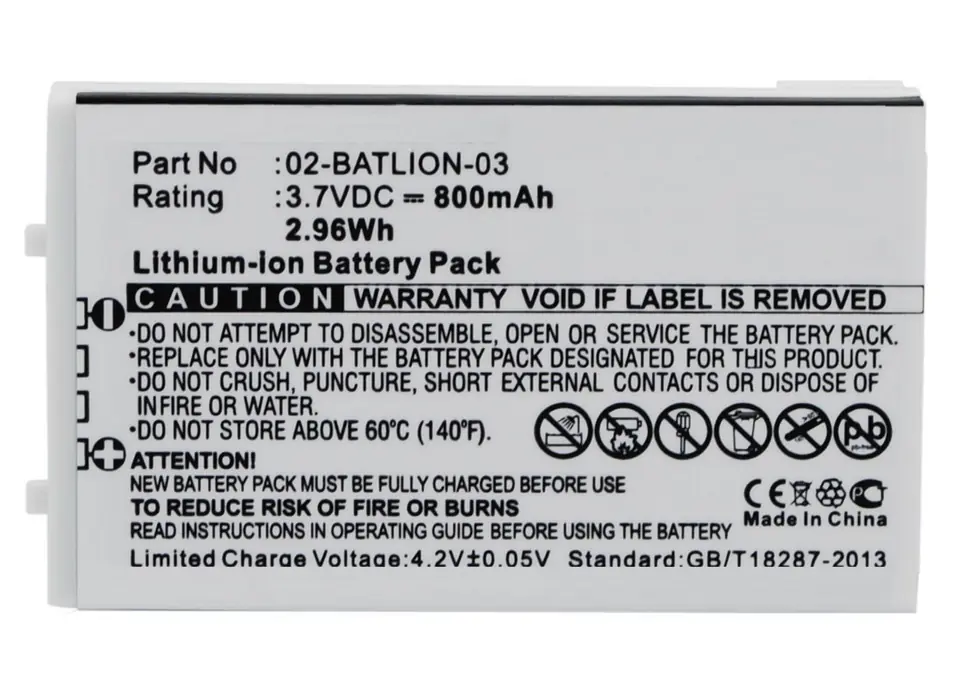 Part No :02-BATLION-03
Rating :3.7VDC ⎓ 800mAh
2.96Wh
Lithium-ion Battery Pack
CAUTION WARRANTY VOID IF LABEL IS REMOVED
•DO NOT ATTEMPT TO DISASSEMBLE, OPEN OR SERVICE THE BATTERY PACK.
•REPLACE ONLY WITH THE BATTERY PACK DESIGNATED FOR THIS PRODUCT.
•DO NOT CRUSH, PUNCTURE, SHORT EXTERNAL CONTACTS OR DISPOSE OF
IN FIRE OR WATER.
•DO NOT STORE ABOVE 60°C (140°F).
Pb
ATTENTION!
NEW BATTERY PACK MUST BE FULLY CHARGED BEFORE USE
TO REDUCE RISK OF FIRE OR BURNS
READ INSTRUCTIONS IN OPERATING GUIDE BEFORE USING THE BATTERY
CE
Made In China
Limited Charge Voltage:4.2V±0.05V Standard:GB/T18287-2013